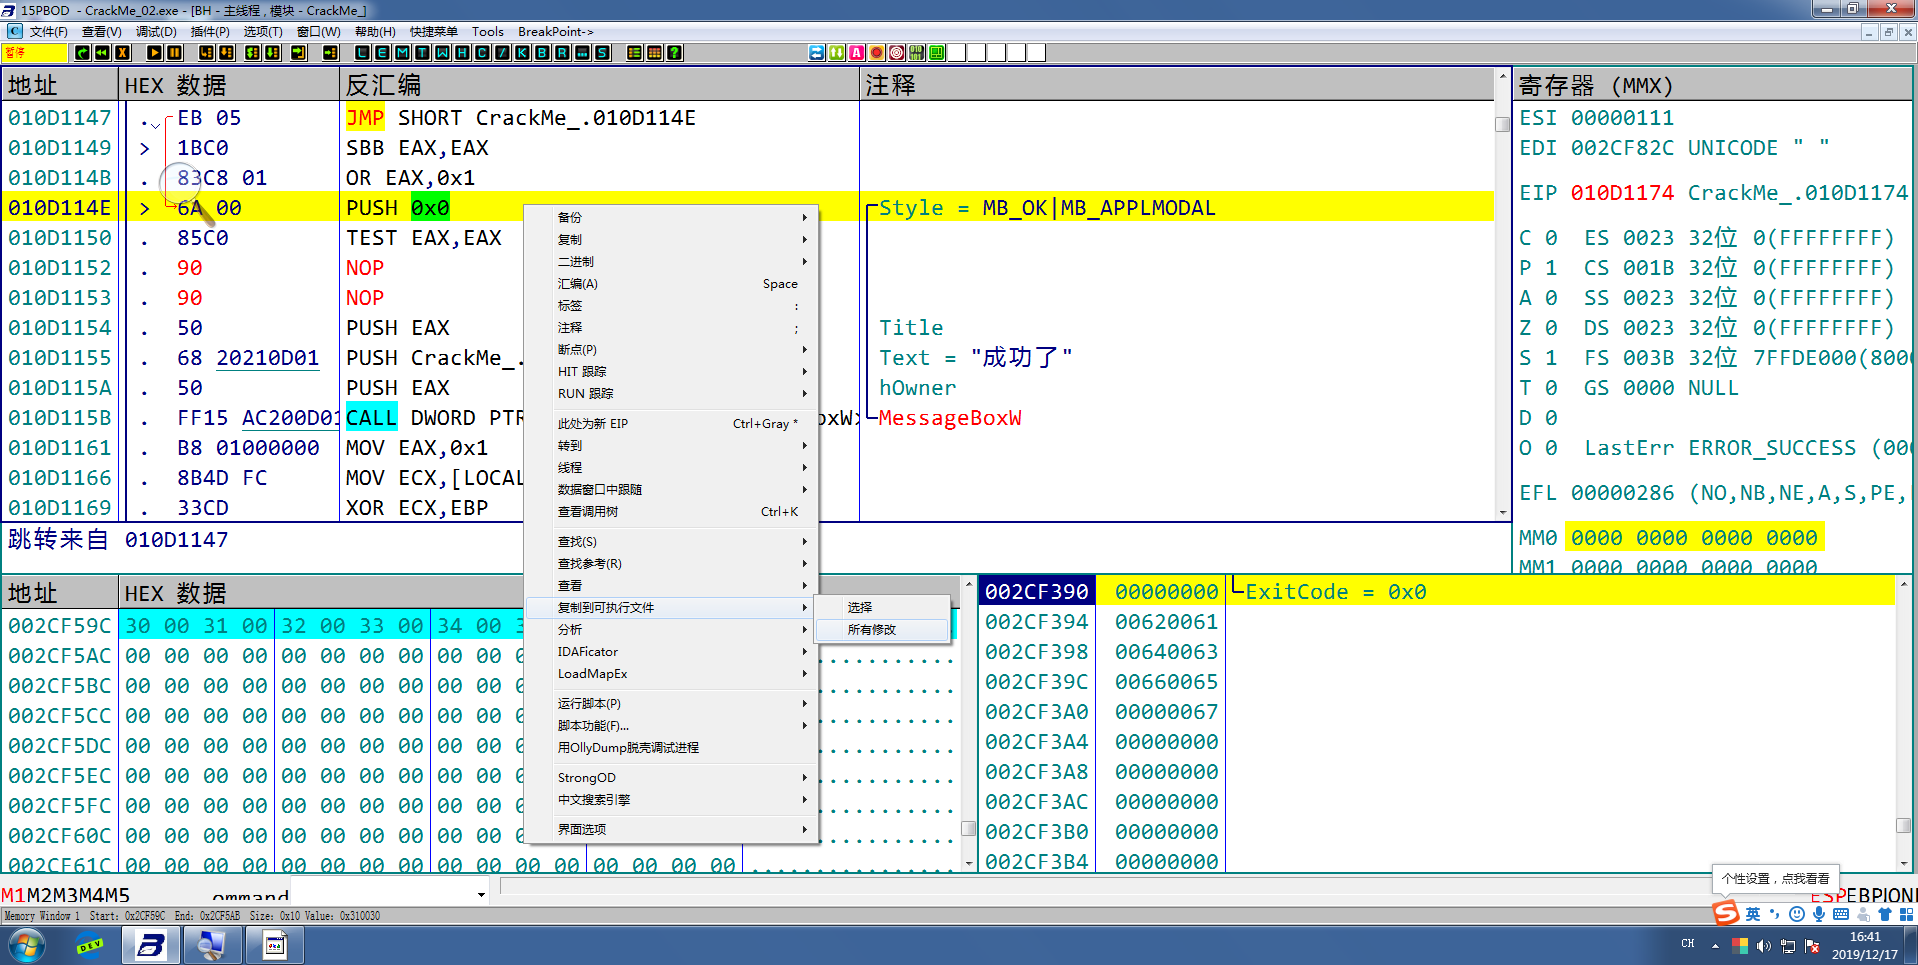 15PBOD - CrackMe_02.exe - [BH - 主线程 , 模块 - CrackMe_]
文件(F) 查看(V) 调试(D) 插件(P) 选项(T) 窗口(W) 帮助(H) 快捷菜单 Tools BreakPoint->
暂停 L E M T W H C / K B R ... S
地址 HEX 数据 反汇编 注释
010D1147 . EB 05 JMP SHORT CrackMe_.010D114E
010D1149 > 1BC0 SBB EAX,EAX
010D114B . 83C8 01 OR EAX,0x1
010D114E > 6A 00 PUSH 0x0 Style = MB_OK|MB_APPLMODAL
010D1150 . 85C0 TEST EAX,EAX
010D1152 . 90 NOP
010D1153 . 90 NOP
010D1154 . 50 PUSH EAX Title
010D1155 . 68 20210D01 PUSH CrackMe_. Text = "成功了"
010D115A . 50 PUSH EAX hOwner
010D115B . FF15 AC200D01 CALL DWORD PTR oxW> MessageBoxW
010D1161 . B8 01000000 MOV EAX,0x1
010D1166 . 8B4D FC MOV ECX,[LOCAL
010D1169 . 33CD XOR ECX,EBP
跳转来自 010D1147
寄存器 (MMX)
ESI 00000111
EDI 002CF82C UNICODE " "
EIP 010D1174 CrackMe_.010D1174
C 0 ES 0023 32位 0(FFFFFFFF)
P 1 CS 001B 32位 0(FFFFFFFF)
A 0 SS 0023 32位 0(FFFFFFFF)
Z 0 DS 0023 32位 0(FFFFFFFF)
S 1 FS 003B 32位 7FFDE000(8000
T 0 GS 0000 NULL
D 0
O 0 LastErr ERROR_SUCCESS (000
EFL 00000286 (NO,NB,NE,A,S,PE,
MM0 0000 0000 0000 0000
MM1 0000 0000 0000 0000
备份
复制
二进制
汇编(A) Space
标签 :
注释 ;
断点(P)
HIT 跟踪
RUN 跟踪
此处为新 EIP Ctrl+Gray *
转到
线程
数据窗口中跟随
查看调用树 Ctrl+K
查找(S)
查找参考(R)
查看
复制到可执行文件
分析
IDAFicator
LoadMapEx
运行脚本(P)
脚本功能(F)...
用OllyDump脱壳调试进程
StrongOD
中文搜索引擎
界面选项
选择
所有修改
地址 HEX 数据
002CF59C 30 00 31 00 32 00 33 00 34 00 3
002CF5AC 00 00 00 00 00 00 00 00 00 00 0
002CF5BC 00 00 00 00 00 00 00 00 00 00 0
002CF5CC 00 00 00 00 00 00 00 00 00 00 0
002CF5DC 00 00 00 00 00 00 00 00 00 00 0
002CF5EC 00 00 00 00 00 00 00 00 00 00 0
002CF5FC 00 00 00 00 00 00 00 00 00 00 0
002CF60C 00 00 00 00 00 00 00 00 00 00 0
002CF61C 00 00 00 00 00 00 00 00 00 00 00 00 00 00 00 00
002CF390 00000000 ExitCode = 0x0
002CF394 00620061
002CF398 00640063
002CF39C 00660065
002CF3A0 00000067
002CF3A4 00000000
002CF3A8 00000000
002CF3AC 00000000
002CF3B0 00000000
002CF3B4 00000000
M1M2M3M4M5 ommand ESPEBP
个性设置，点我看看
Memory Window 1 Start: 0x2CF59C End: 0x2CF5AB Size: 0x10 Value: 0x310030
S 英
DEV CH 16:41
2019/12/17